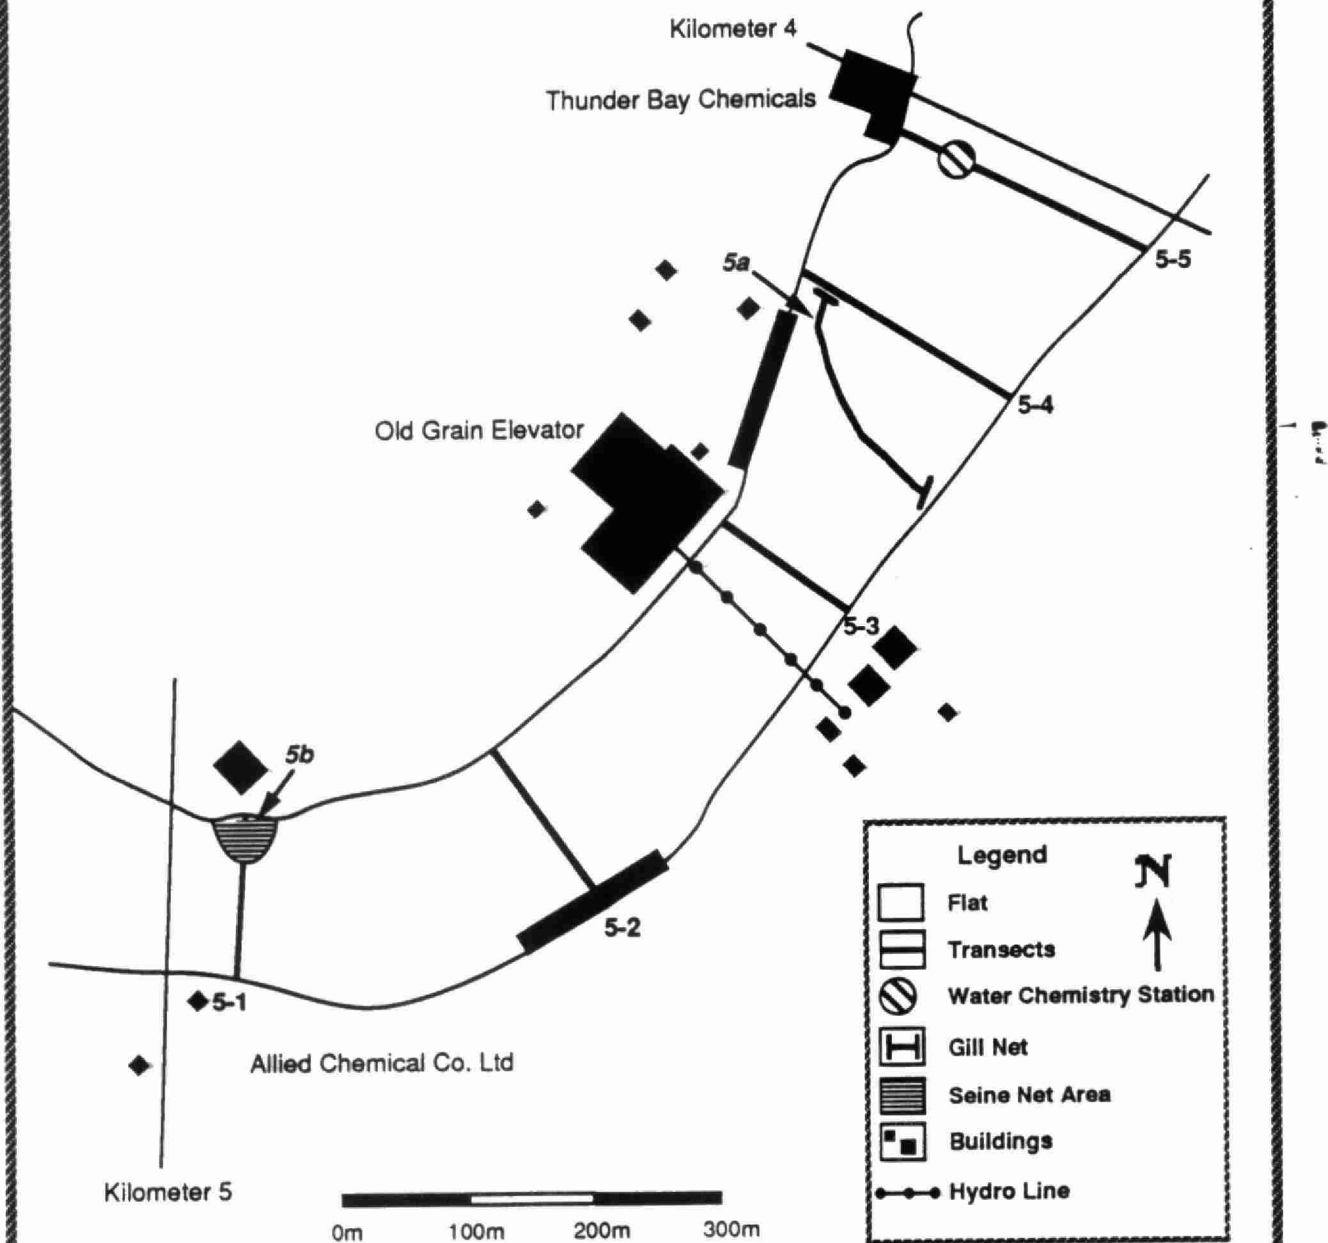 Kilometer 4
Thunder Bay Chemicals
5-5
5a
5-4
Old Grain Elevator
5-3
5b
5-2
5-1
Allied Chemical Co. Ltd
Kilometer 5
0m 100m 200m 300m
Legend
N
Flat
Transects
Water Chemistry Station
Gill Net
Seine Net Area
Buildings
Hydro Line